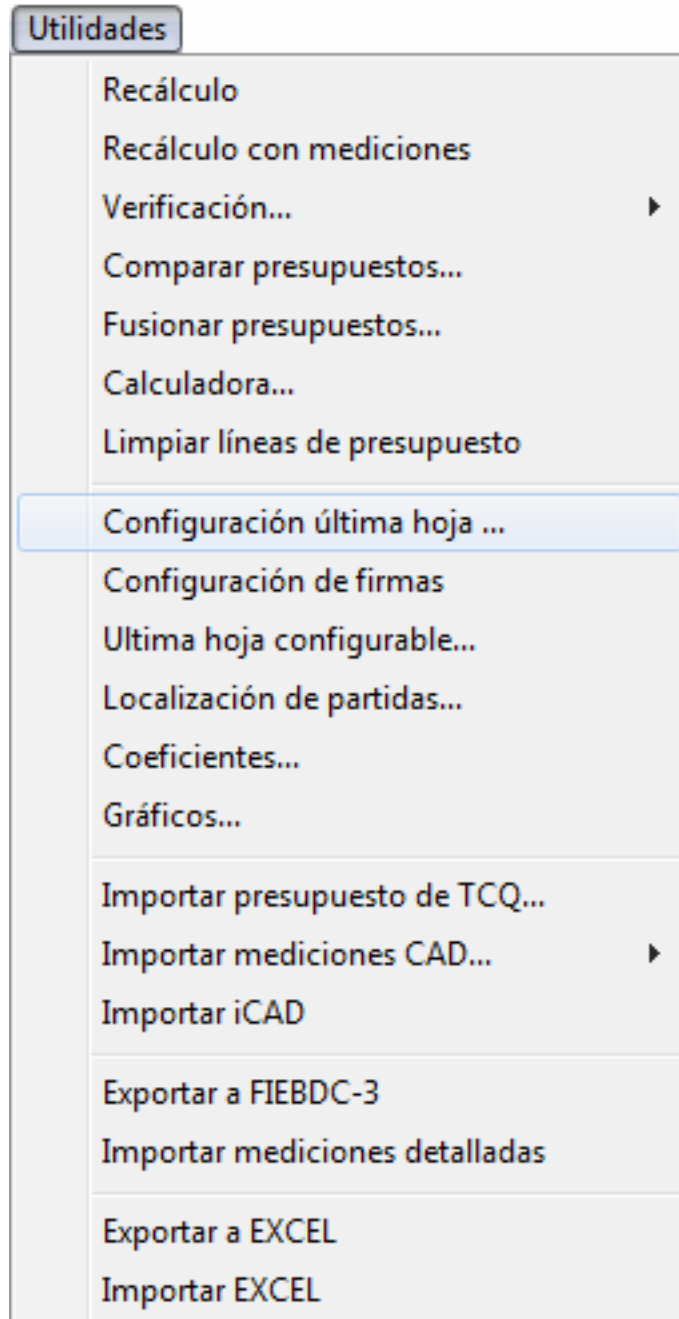 Utilidades
Recálculo
Recálculo con mediciones
Verificación...
Comparar presupuestos...
Fusionar presupuestos...
Calculadora...
Limpiar líneas de presupuesto
Configuración última hoja ...
Configuración de firmas
Ultima hoja configurable...
Localización de partidas...
Coeficientes...
Gráficos...
Importar presupuesto de TCQ...
Importar mediciones CAD...
Importar iCAD
Exportar a FIEBDC-3
Importar mediciones detalladas
Exportar a EXCEL
Importar EXCEL